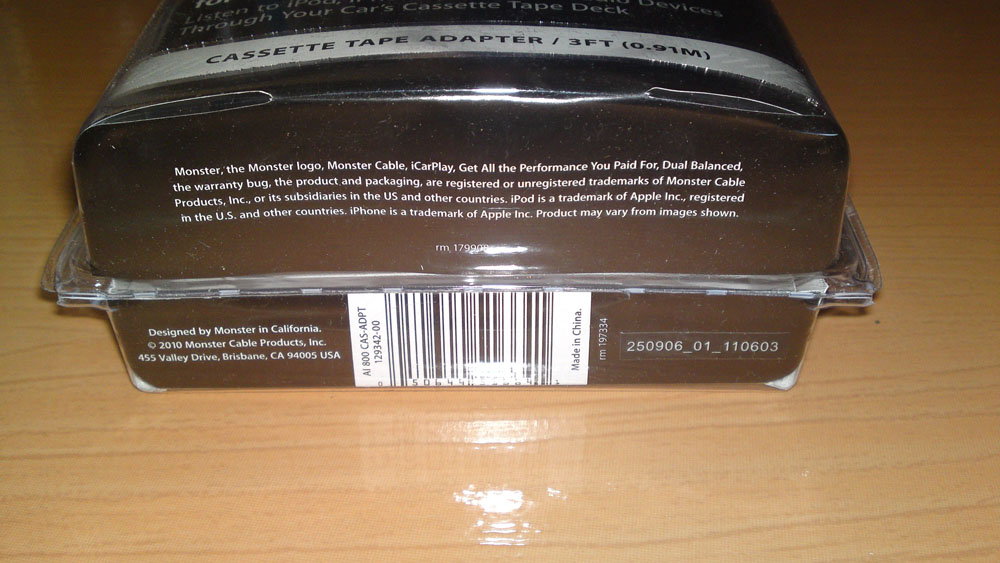 Listen to iPod, Devices
Through Your Car's Cassette Tape Deck
CASSETTE TAPE ADAPTER / 3FT (0.91M)
Monster, the Monster logo, Monster Cable, iCarPlay, Get All the Performance You Paid For, Dual Balanced,
the warranty bug, the product and packaging, are registered or unregistered trademarks of Monster Cable
Products, Inc., or its subsidiaries in the US and other countries. iPod is a trademark of Apple Inc., registered
in the U.S. and other countries. iPhone is a trademark of Apple Inc. Product may vary from images shown.
rm
Designed by Monster in California.
© 2010 Monster Cable Products, Inc.
455 Valley Drive, Brisbane, CA 94005 USA
AI 800 CAS-ADPT
129342-00
Made in China.
rm 197334
250906_01_110603